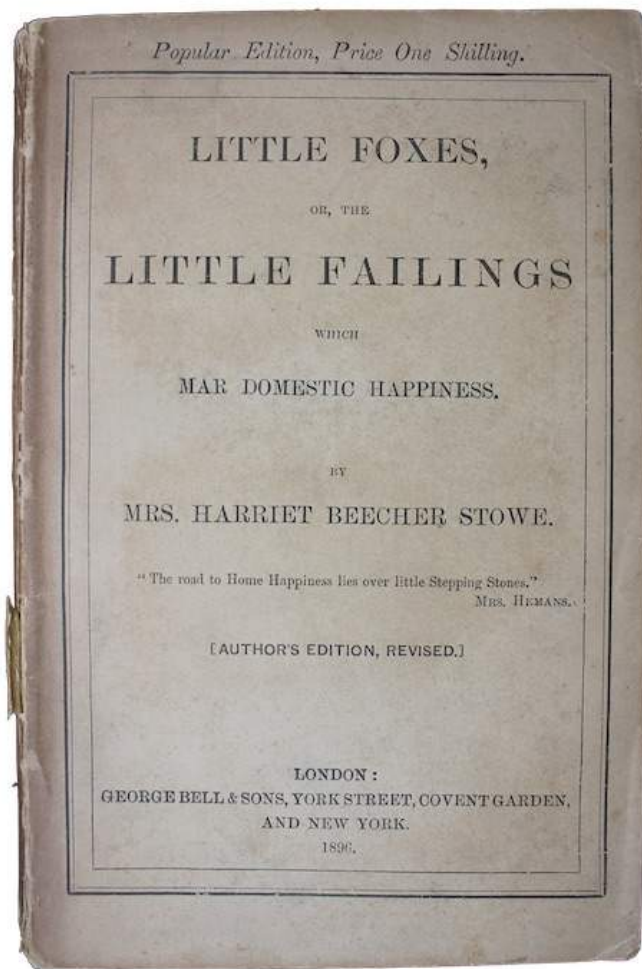 Popular Edition, Price One Shilling.
LITTLE FOXES,
OR, THE
LITTLE FAILINGS
WHICH
MAR DOMESTIC HAPPINESS.
BY
MRS. HARRIET BEECHER STOWE.
"The road to Home Happiness lies over little Stepping Stones."
MRS. HEMANS.
[AUTHOR'S EDITION, REVISED.]
LONDON:
GEORGE BELL & SONS, YORK STREET, COVENT GARDEN,
AND NEW YORK.
1896.